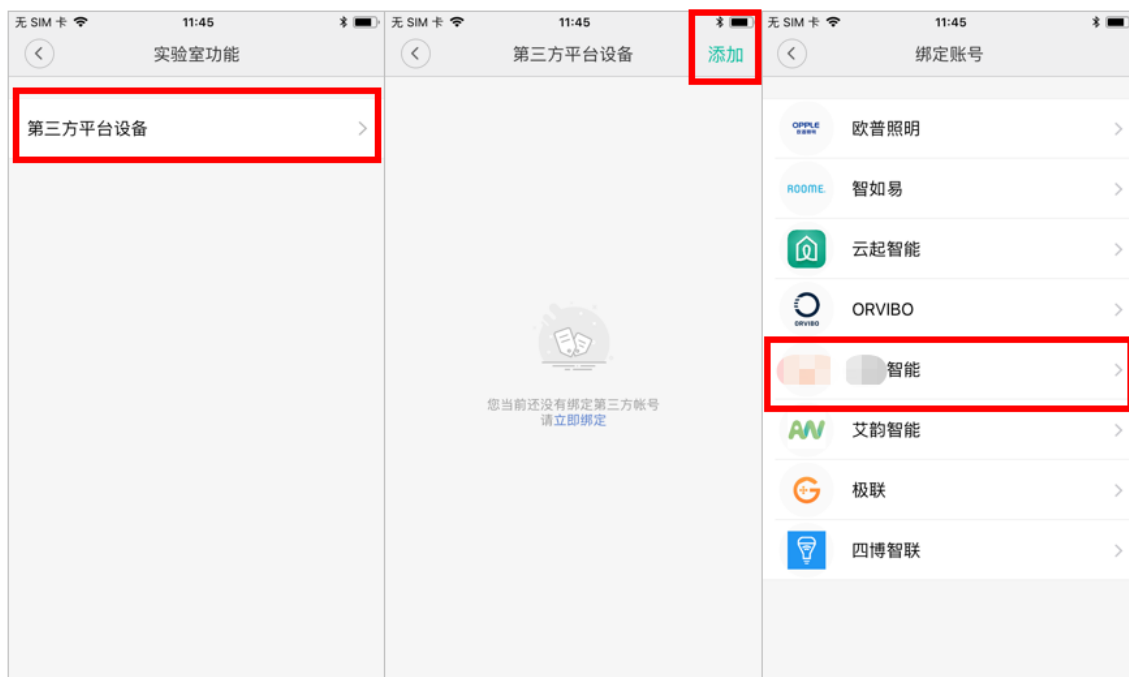 无 SIM 卡 11:45
实验室功能
第三方平台设备
无 SIM 卡 11:45
第三方平台设备 添加
您当前还没有绑定第三方帐号
请立即绑定
无 SIM 卡 11:45
绑定账号
OPPLE 欧普照明
ROOME. 智如易
云起智能
ORVIBO ORVIBO
智能
艾韵智能
极联
四博智联